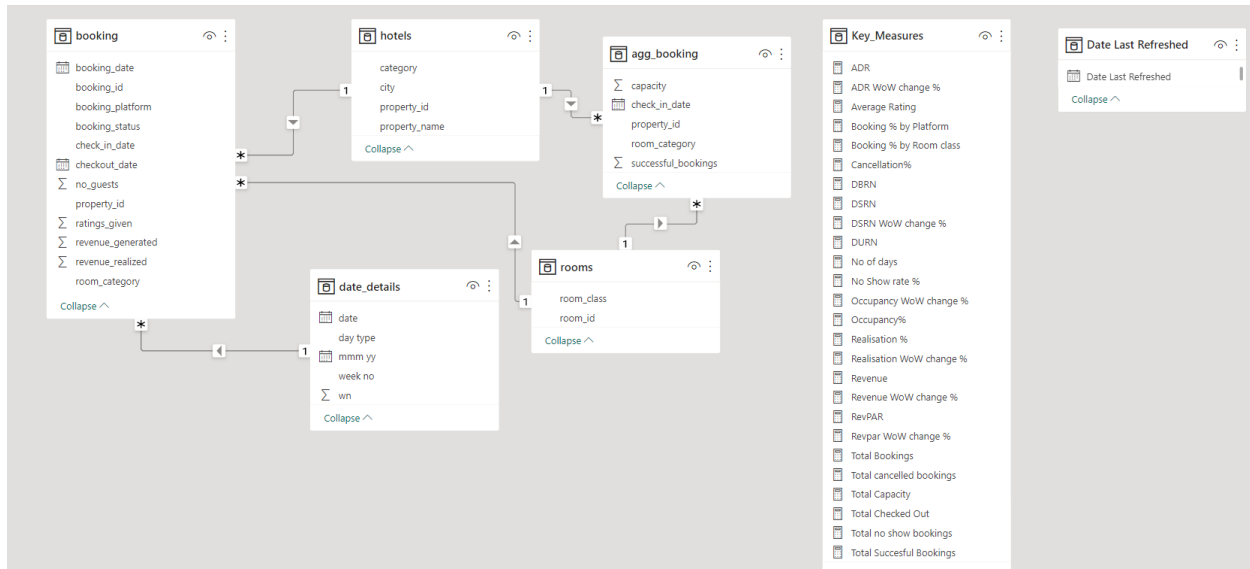 booking
booking_date
booking_id
booking_platform
booking_status
check_in_date
checkout_date
no_guests
property_id
ratings_given
revenue_generated
revenue_realized
room_category
Collapse
hotels
category
city
property_id
property_name
Collapse
agg_booking
capacity
check_in_date
property_id
room_category
successful_bookings
Collapse
date_details
date
day type
mmm yy
week no
wn
Collapse
rooms
room_class
room_id
Collapse
Key_Measures
ADR
ADR WoW change %
Average Rating
Booking % by Platform
Booking % by Room class
Cancellation%
DBRN
DSRN
DSRN WoW change %
DURN
No of days
No Show rate %
Occupancy WoW change %
Occupancy%
Realisation %
Realisation WoW change %
Revenue
Revenue WoW change %
RevPAR
Revpar WoW change %
Total Bookings
Total cancelled bookings
Total Capacity
Total Checked Out
Total no show bookings
Total Succesful Bookings
Date Last Refreshed
Date Last Refreshed
Collapse
1
*
1
*
*
1
*
1
*
1